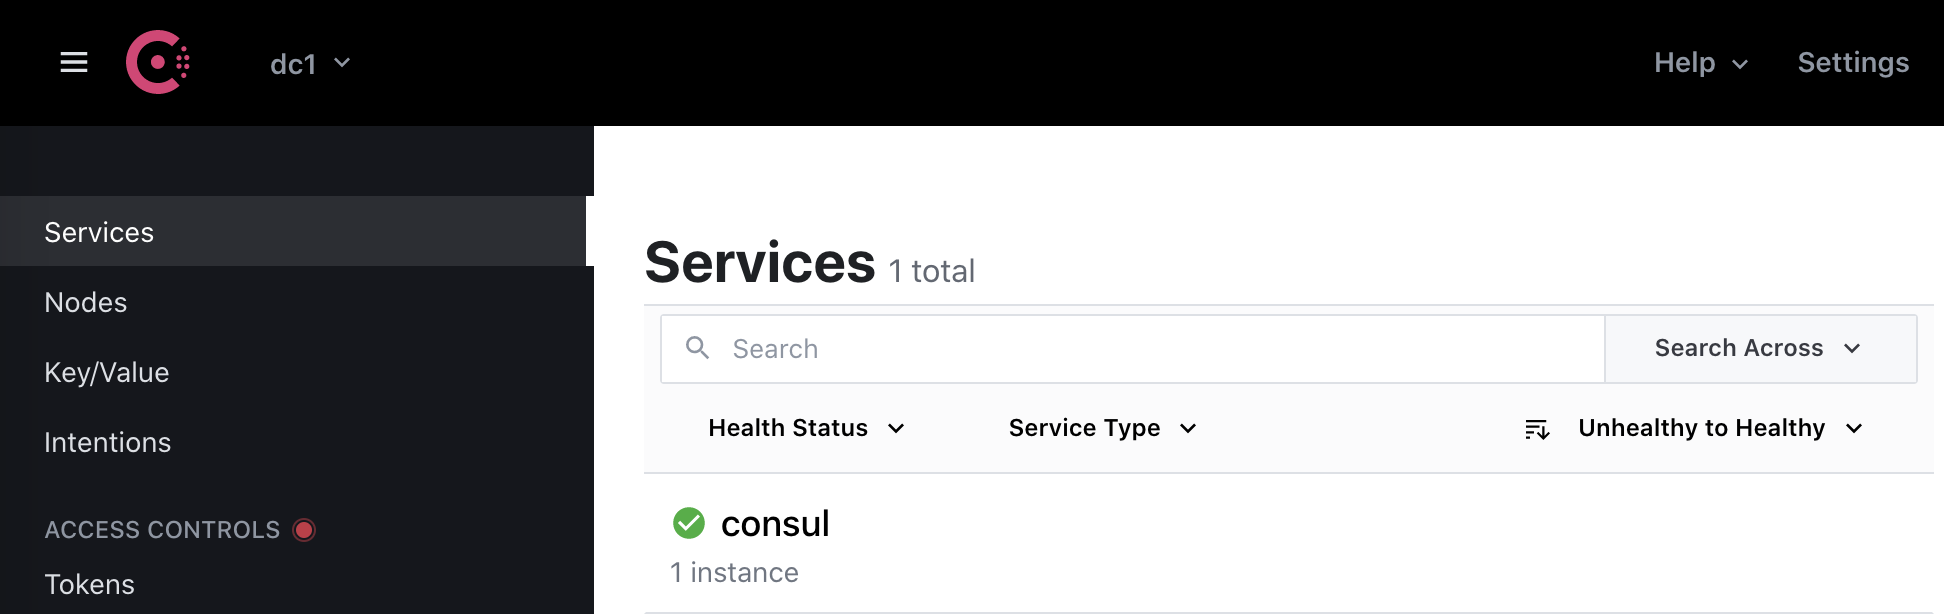 dc1
Help
Settings
Services
Nodes
Key/Value
Intentions
ACCESS CONTROLS
Tokens
Services 1 total
Search
Search Across
Health Status
Service Type
Unhealthy to Healthy
consul
1 instance